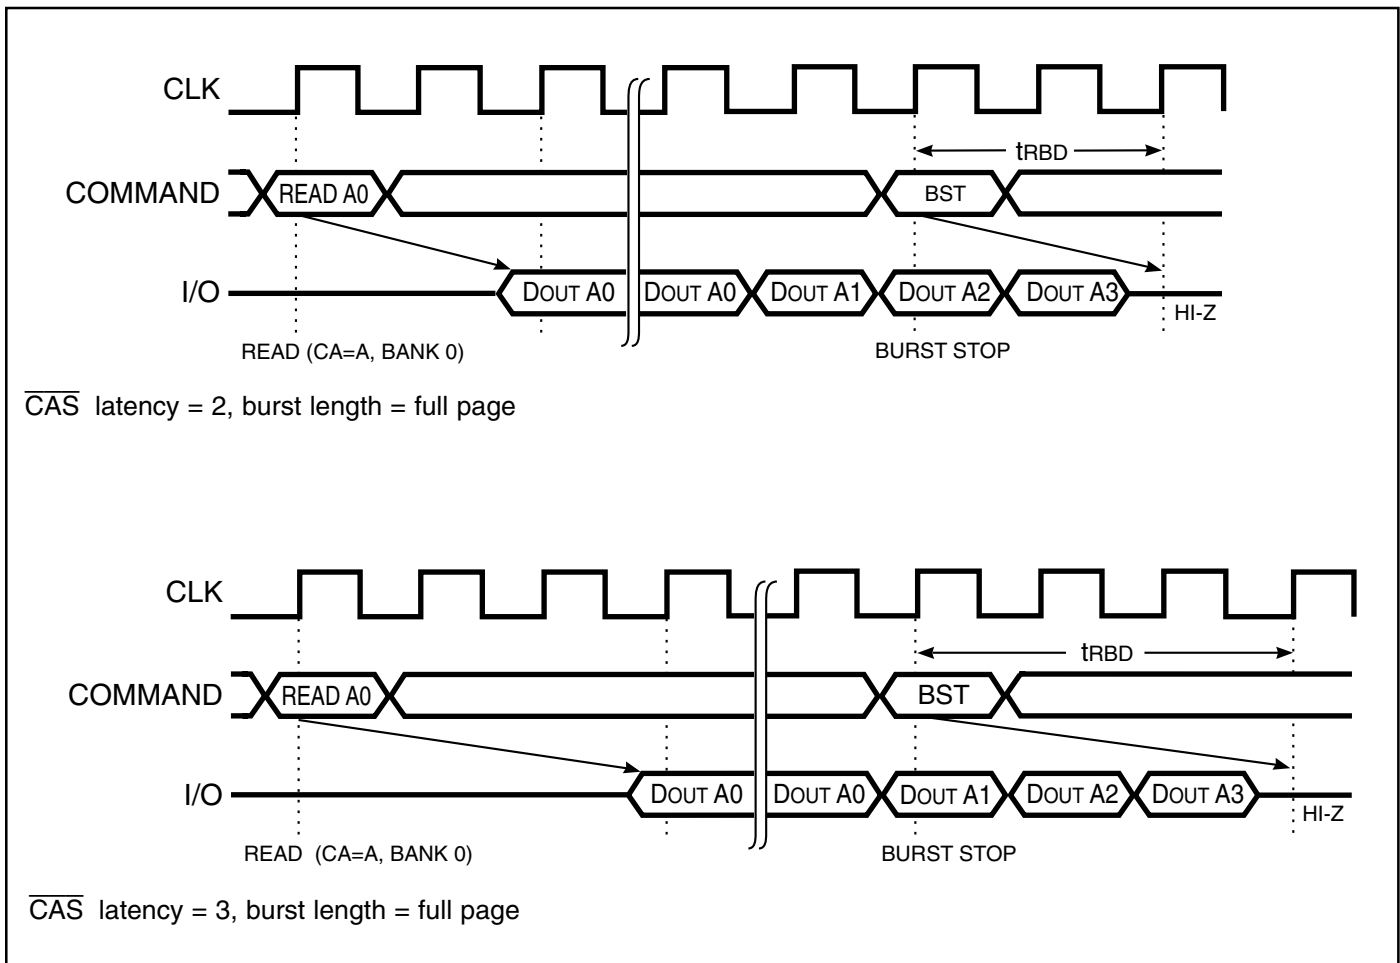 CLK
tRBD
COMMAND
READ A0
BST
I/O
DOUT A0
DOUT A0
DOUT A1
DOUT A2
DOUT A3
HI-Z
READ (CA=A, BANK 0)
BURST STOP
CAS latency = 2, burst length = full page
CLK
tRBD
COMMAND
READ A0
BST
I/O
DOUT A0
DOUT A0
DOUT A1
DOUT A2
DOUT A3
HI-Z
READ (CA=A, BANK 0)
BURST STOP
CAS latency = 3, burst length = full page